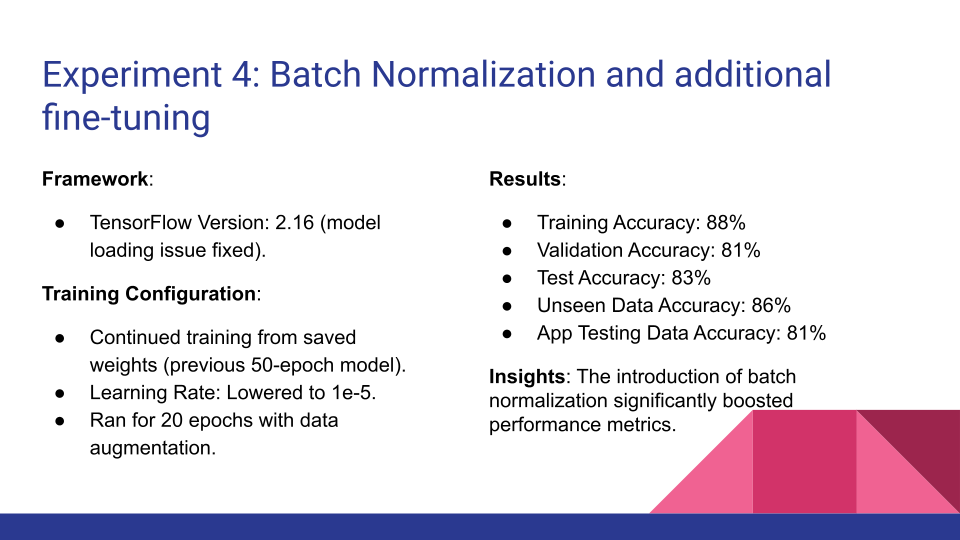 Experiment 4: Batch Normalization and additional
fine-tuning
Framework:
● TensorFlow Version: 2.16 (model
loading issue fixed).
Training Configuration:
● Continued training from saved
weights (previous 50-epoch model).
● Learning Rate: Lowered to 1e-5.
● Ran for 20 epochs with data
augmentation.
Results:
● Training Accuracy: 88%
● Validation Accuracy: 81%
● Test Accuracy: 83%
● Unseen Data Accuracy: 86%
● App Testing Data Accuracy: 81%
Insights: The introduction of batch
normalization significantly boosted
performance metrics.